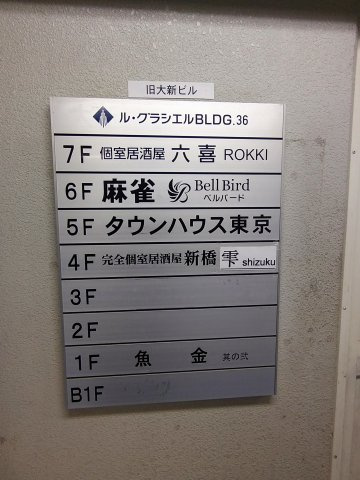 旧大新ビル
ル・グラシエルBLDG.36
7F 個室居酒屋 六喜 ROKKI
6F 麻雀 BellBird
ベルバード
5F タウンハウス東京
4F 完全個室居酒屋 新橋 雫 shizuku
3F
2F
1F 魚金 其の弐
B1F